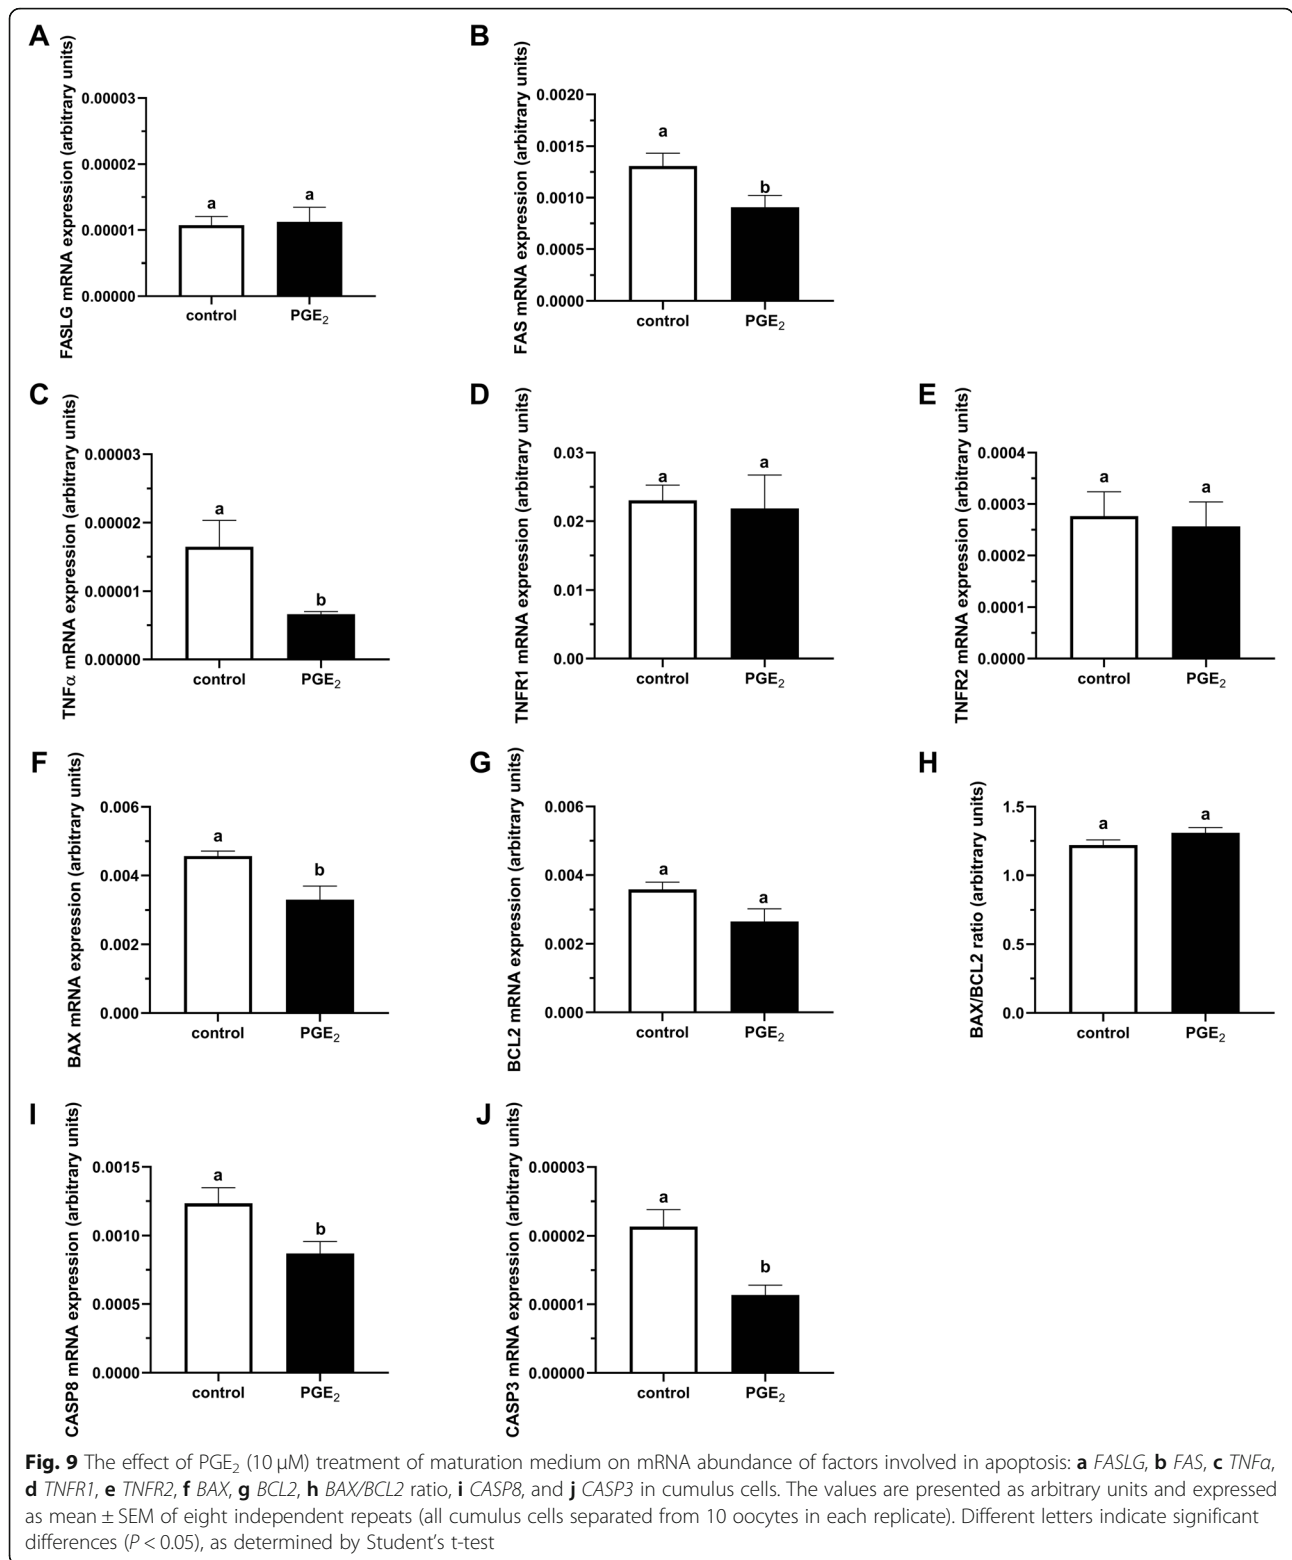 A
FASLG mRNA expression (arbitrary units)
0.00003
0.00002
0.00001
0.00000
a
a
control
PGE₂
B
FAS mRNA expression (arbitrary units)
0.0020
0.0015
0.0010
0.0005
0.0000
a
b
control
PGE₂
C
TNFα mRNA expression (arbitrary units)
0.00003
0.00002
0.00001
0.00000
a
b
control
PGE₂
D
TNFR1 mRNA expression (arbitrary units)
0.03
0.02
0.01
0.00
a
a
control
PGE₂
E
TNFR2 mRNA expression (arbitrary units)
0.0004
0.0003
0.0002
0.0001
0.0000
a
a
control
PGE₂
F
BAX mRNA expression (arbitrary units)
0.006
0.004
0.002
0.000
a
b
control
PGE₂
G
BCL2 mRNA expression (arbitrary units)
0.006
0.004
0.002
0.000
a
a
control
PGE₂
H
BAX/BCL2 ratio (arbitrary units)
1.5
1.0
0.5
0.0
a
a
control
PGE₂
I
CASP8 mRNA expression (arbitrary units)
0.0015
0.0010
0.0005
0.0000
a
b
control
PGE₂
J
CASP3 mRNA expression (arbitrary units)
0.00003
0.00002
0.00001
0.00000
a
b
control
PGE₂
Fig. 9 The effect of PGE₂ (10 μM) treatment of maturation medium on mRNA abundance of factors involved in apoptosis: a FASLG, b FAS, c TNFα,
d TNFR1, e TNFR2, f BAX, g BCL2, h BAX/BCL2 ratio, i CASP8, and j CASP3 in cumulus cells. The values are presented as arbitrary units and expressed
as mean ± SEM of eight independent repeats (all cumulus cells separated from 10 oocytes in each replicate). Different letters indicate significant
differences (P < 0.05), as determined by Student's t-test